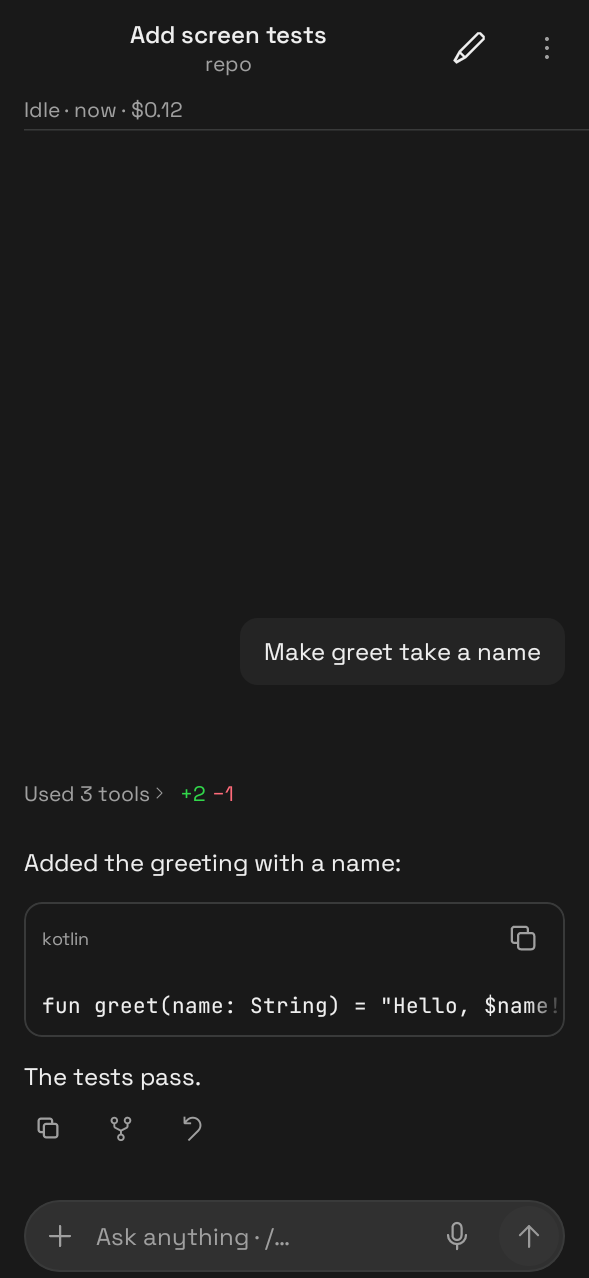 Add screen tests
repo
Idle · now · $0.12
Make greet take a name
Used 3 tools > +2 −1
Added the greeting with a name:
kotlin
fun greet(name: String) = "Hello, $name!
The tests pass.
Ask anything · /…